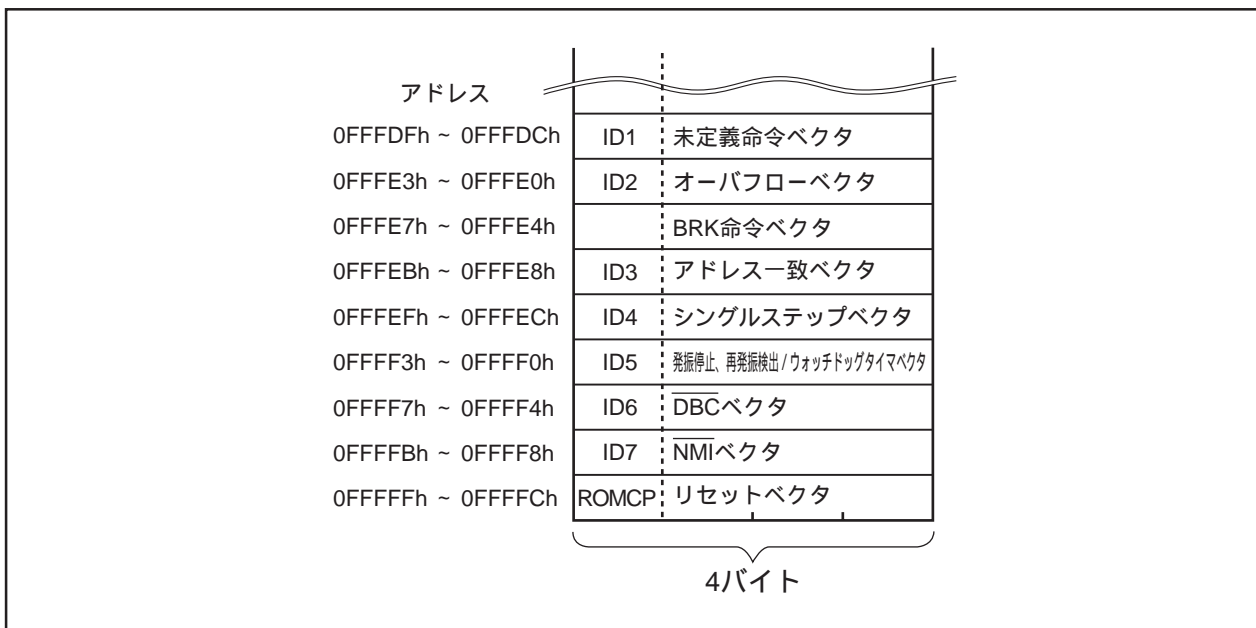 アドレス
0FFFDFh ~ 0FFFDCh ID1 未定義命令ベクタ
0FFFE3h ~ 0FFFE0h ID2 オーバフローベクタ
0FFFE7h ~ 0FFFE4h BRK命令ベクタ
0FFFEBh ~ 0FFFE8h ID3 アドレス一致ベクタ
0FFFEFh ~ 0FFFECh ID4 シングルステップベクタ
0FFFF3h ~ 0FFFF0h ID5 発振停止、再発振検出/ウォッチドッグタイマベクタ
0FFFF7h ~ 0FFFF4h ID6 D̅B̅C̅ベクタ
0FFFFBh ~ 0FFFF8h ID7 N̅M̅I̅ベクタ
0FFFFFh ~ 0FFFFCh ROMCP リセットベクタ
4バイト